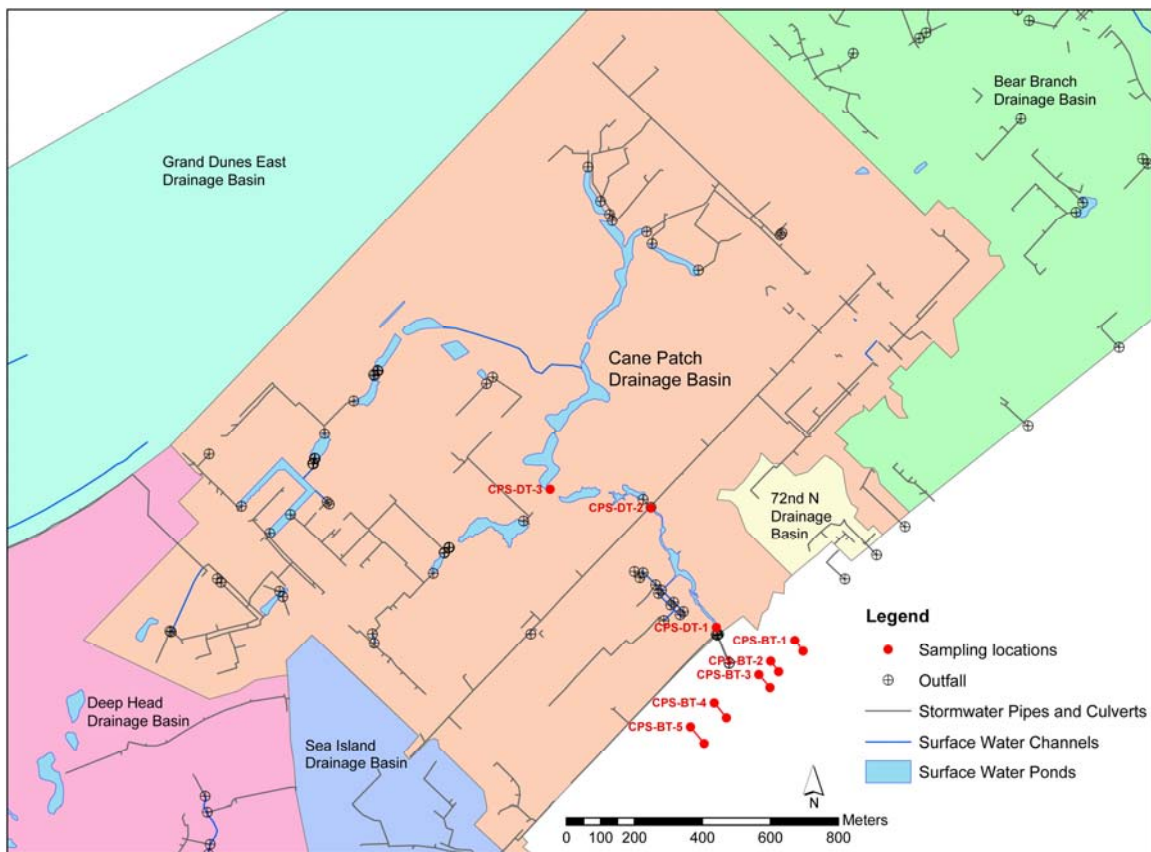 Bear Branch
Drainage Basin
Grand Dunes East
Drainage Basin
Cane Patch
Drainage Basin
CPS-DT-3
CPS-DT-2
72nd N
Drainage
Basin
CPS-DT-1
CPS-BT-1
CPS-BT-2
CPS-BT-3
CPS-BT-4
CPS-BT-5
Deep Head
Drainage Basin
Sea Island
Drainage Basin
Legend
Sampling locations
Outfall
Stormwater Pipes and Culverts
Surface Water Channels
Surface Water Ponds
N
Meters
0 100 200 400 600 800